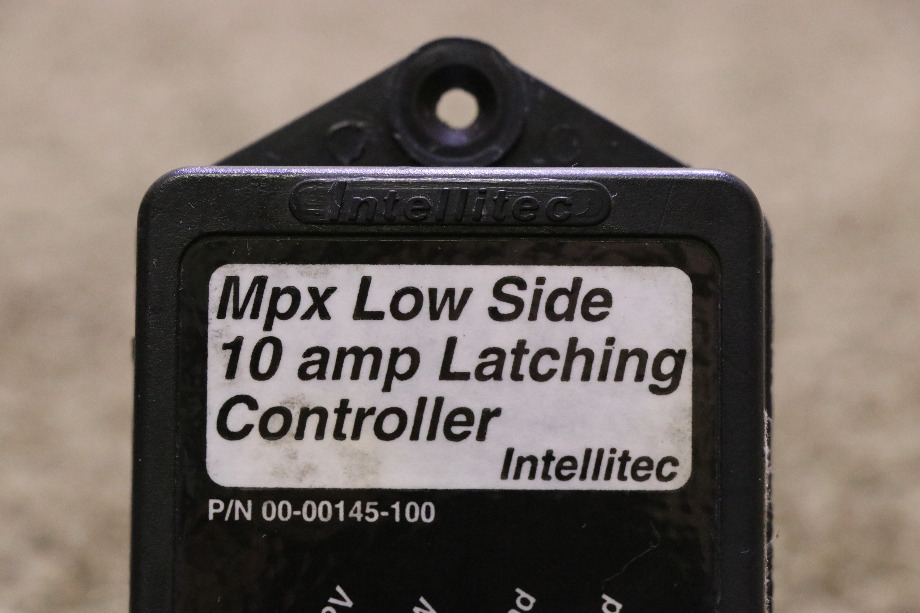 Intellitec
Mpx Low Side
10 amp Latching
Controller
Intellitec
P/N 00-00145-100